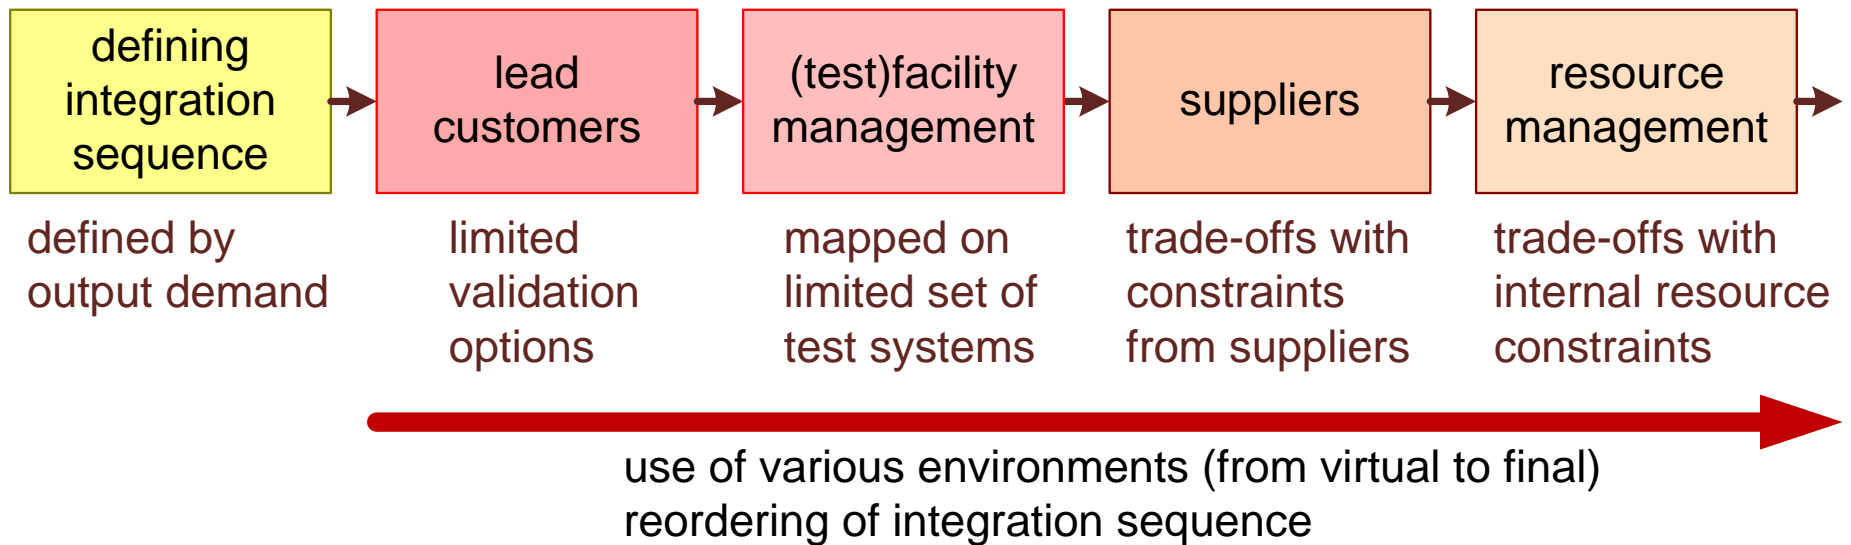 defining
integration
sequence
lead
customers
(test)facility
management
suppliers
resource
management
defined by
output demand
limited
validation
options
mapped on
limited set of
test systems
trade-offs with
constraints
from suppliers
trade-offs with
internal resource
constraints
use of various environments (from virtual to final)
reordering of integration sequence